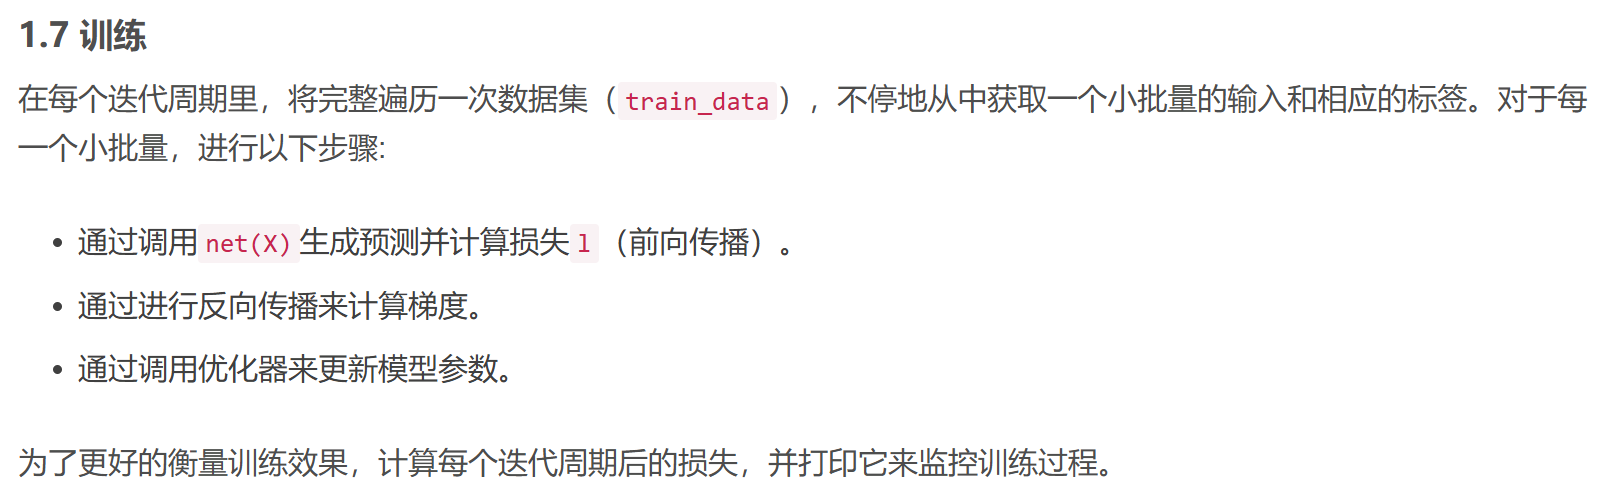 1.7 训练
在每个迭代周期里，将完整遍历一次数据集（train_data），不停地从中获取一个小批量的输入和相应的标签。对于每
一个小批量，进行以下步骤:
• 通过调用net(X)生成预测并计算损失l（前向传播）。
• 通过进行反向传播来计算梯度。
• 通过调用优化器来更新模型参数。
为了更好的衡量训练效果，计算每个迭代周期后的损失，并打印它来监控训练过程。